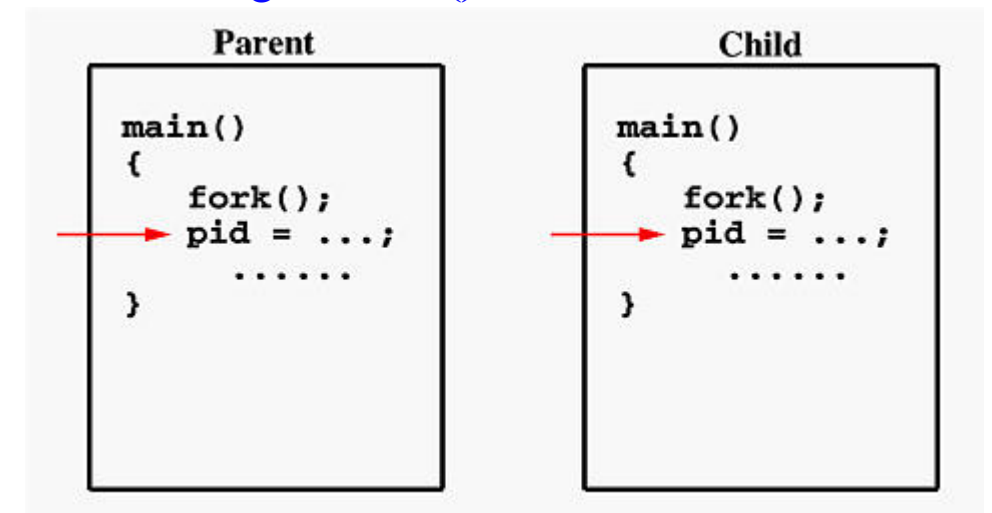 Parent
main()
{
fork();
pid = ...;
......
}
Child
main()
{
fork();
pid = ...;
......
}